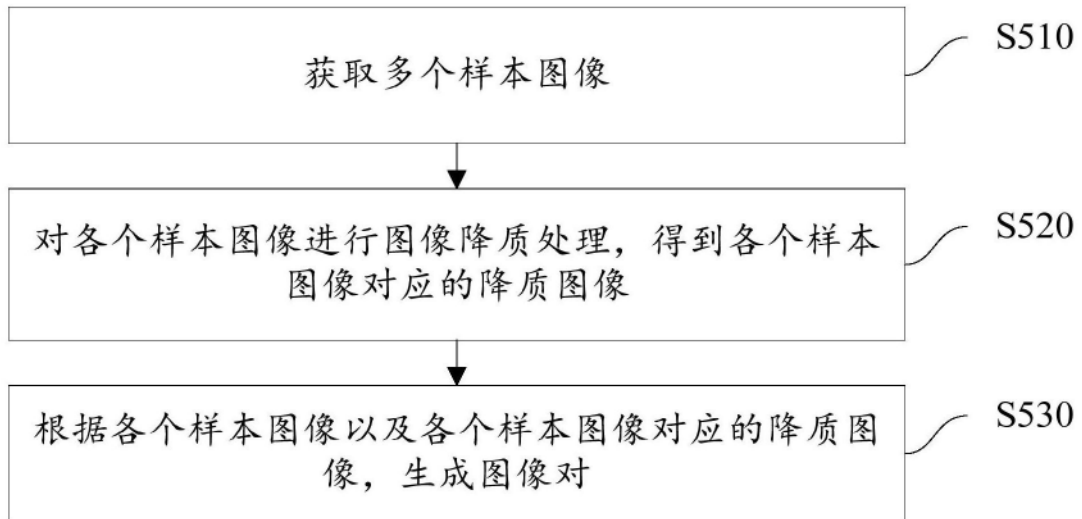 获取多个样本图像
S510
对各个样本图像进行图像降质处理，得到各个样本
图像对应的降质图像
S520
根据各个样本图像以及各个样本图像对应的降质图
像，生成图像对
S530